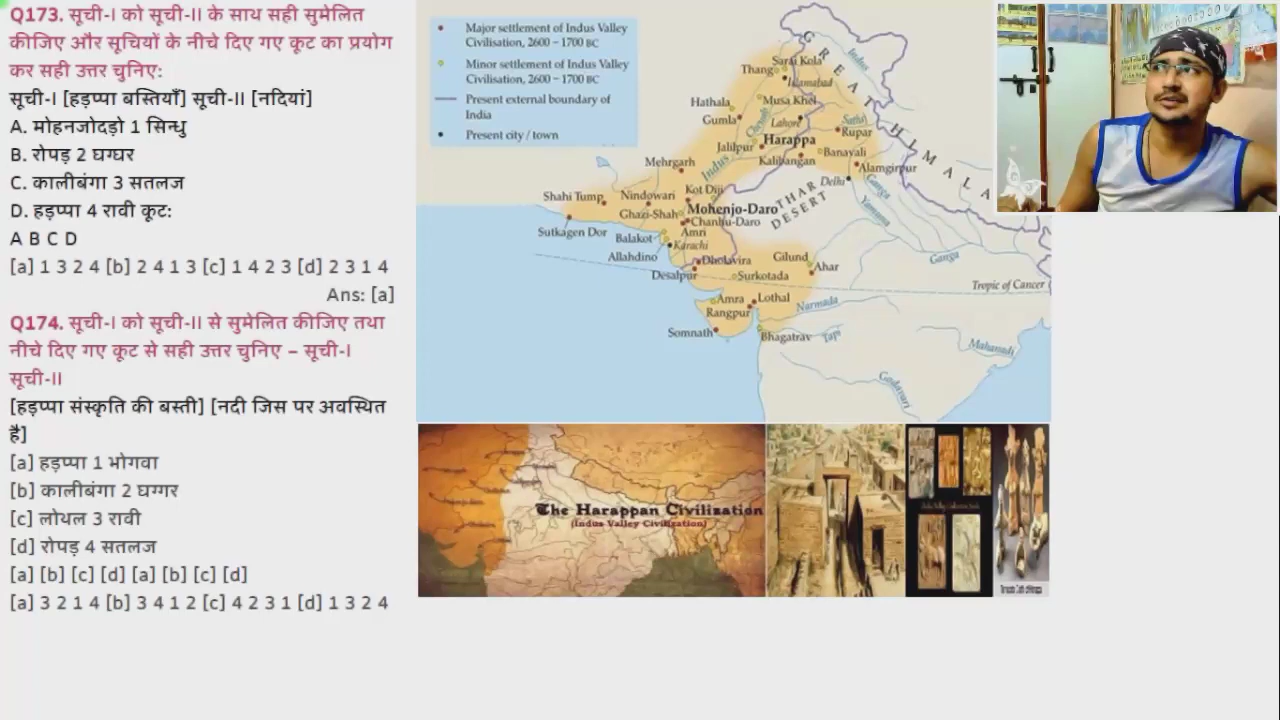 Q173. सूची-I को सूची-II के साथ सही सुमेलित
कीजिए और सूचियों के नीचे दिए गए कूट का प्रयोग
कर सही उत्तर चुनिए:
सूची-I [हड़प्पा बस्तियाँ] सूची-II [नदियां]
A. मोहनजोदड़ो 1 सिन्धु
B. रोपड़ 2 घग्घर
C. कालीबंगा 3 सतलज
D. हड़प्पा 4 रावी कूट:
A B C D
[a] 1 3 2 4 [b] 2 4 1 3 [c] 1 4 2 3 [d] 2 3 1 4
Ans: [a]
Q174. सूची-I को सूची-II से सुमेलित कीजिए तथा
नीचे दिए गए कूट से सही उत्तर चुनिए – सूची-I
सूची-II
[हड़प्पा संस्कृति की बस्ती] [नदी जिस पर अवस्थित
है]
[a] हड़प्पा 1 भोगवा
[b] कालीबंगा 2 घग्गर
[c] लोथल 3 रावी
[d] रोपड़ 4 सतलज
[a] [b] [c] [d] [a] [b] [c] [d]
[a] 3 2 1 4 [b] 3 4 1 2 [c] 4 2 3 1 [d] 1 3 2 4
Major settlement of Indus Valley
Civilisation, 2600 – 1700 BC
Minor settlement of Indus Valley
Civilisation, 2600 – 1700 BC
Present external boundary of
India
Present city / town
GREAT HIMALA
Indus
Sarai Kola
Thang
Islamabad
Hathala
Musa Khel
Gumla
Chenab
Lahore
Satluj
Rupar
Jalilpur
Harappa
Banavali
Mehrgarh
Indus
Kalibangan
Alamgirpur
Delhi
Ganga
Yamuna
Shahi Tump
Nindowari
Kot Diji
THAR
DESERT
Ghazi-Shah
Mohenjo-Daro
Chanhu-Daro
Sutkagen Dor
Balakot
Amri
Karachi
Allahdino
Dholavira
Gilund
Ahar
Ganga
Desalpur
Surkotada
Tropic of Cancer
Amra
Lothal
Rangpur
Narmada
Somnath
Bhagatrav
Tapi
Mahanadi
Godavari
The Harappan Civilization
(Indus Valley Civilization)